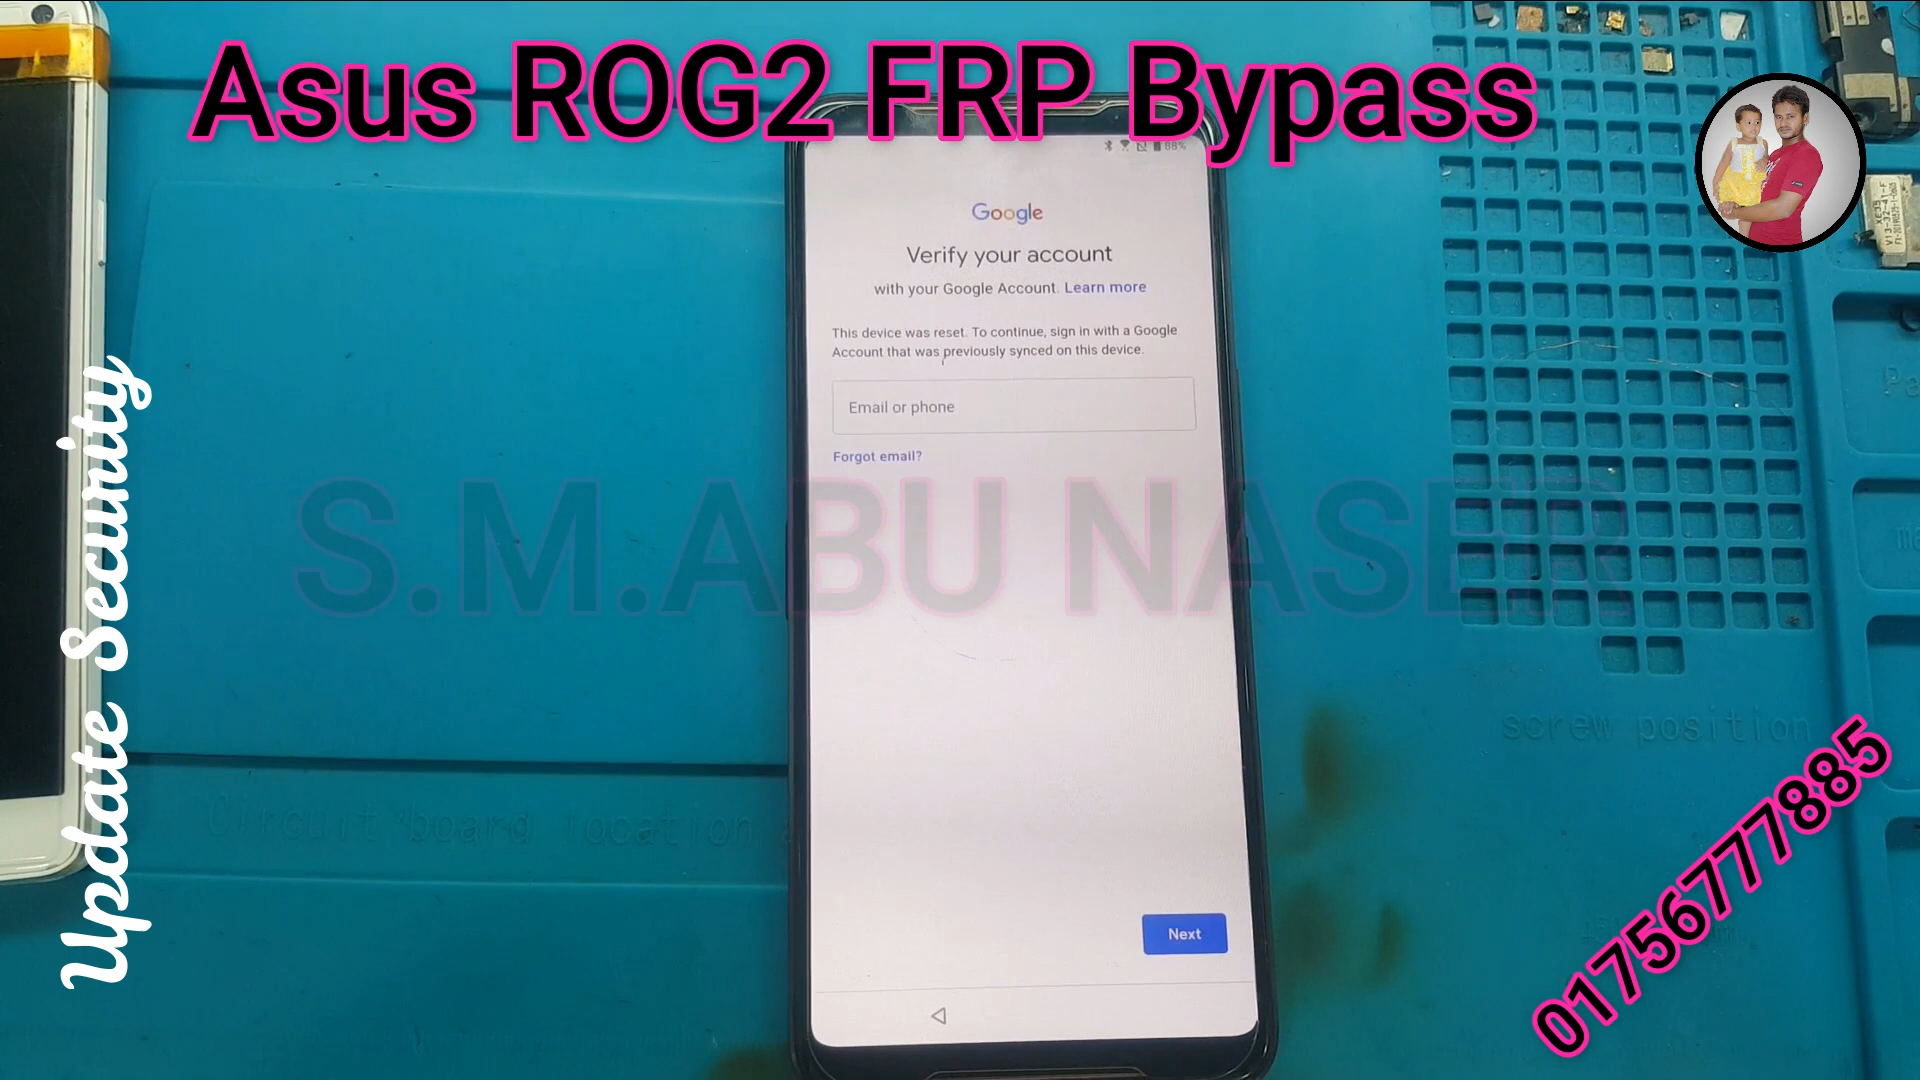 Asus ROG2 FRP Bypass
88%
Google
Verify your account
with your Google Account. Learn more
This device was reset. To continue, sign in with a Google
Account that was previously synced on this device.
Email or phone
Forgot email?
Next
S.M.ABU NASER
Update Security
Circuit board location
screw position
01756777885